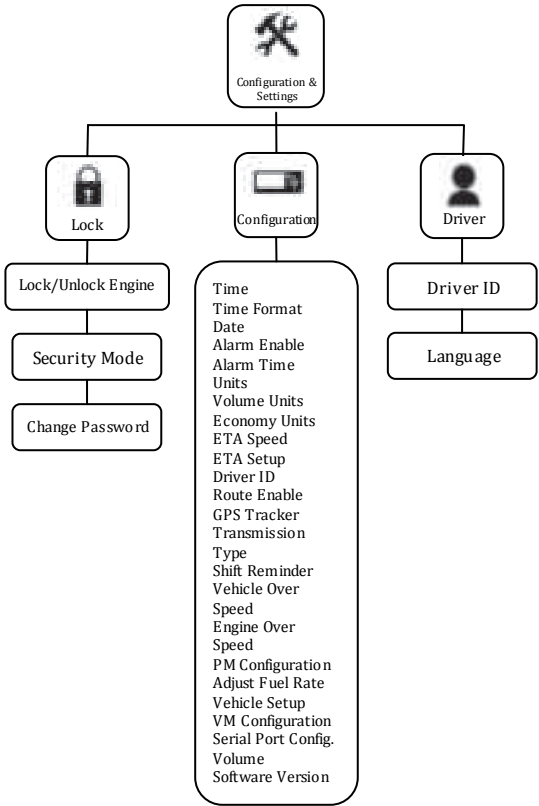 Configuration &
Settings
Lock
Configuration
Driver
Lock/Unlock Engine
Security Mode
Change Password
Time
Time Format
Date
Alarm Enable
Alarm Time
Units
Volume Units
Economy Units
ETA Speed
ETA Setup
Driver ID
Route Enable
GPS Tracker
Transmission
Type
Shift Reminder
Vehicle Over
Speed
Engine Over
Speed
PM Configuration
Adjust Fuel Rate
Vehicle Setup
VM Configuration
Serial Port Config.
Volume
Software Version
Driver ID
Language